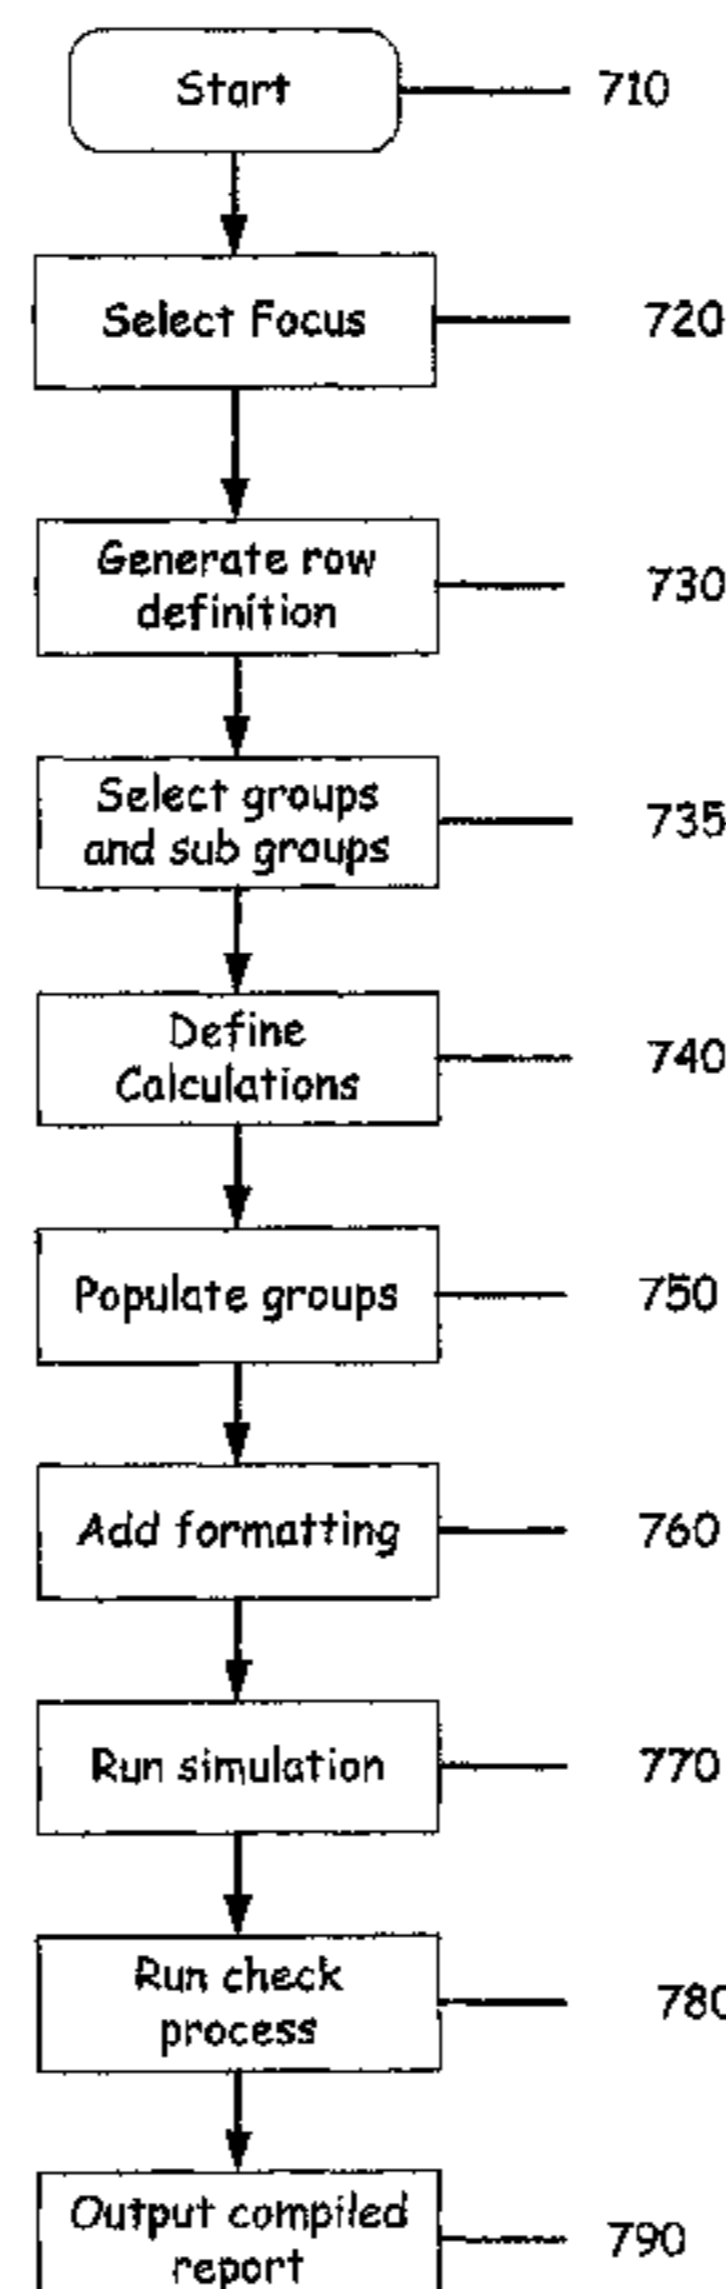 Start
710
Select Focus
720
Generate row
definition
730
Select groups
and sub groups
735
Define
Calculations
740
Populate groups
750
Add formatting
760
Run simulation
770
Run check
process
780
Output compiled
report
790